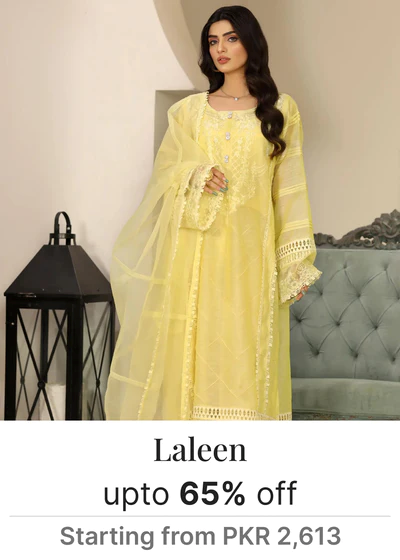 Laleen
upto 65% off
Starting from PKR 2,613